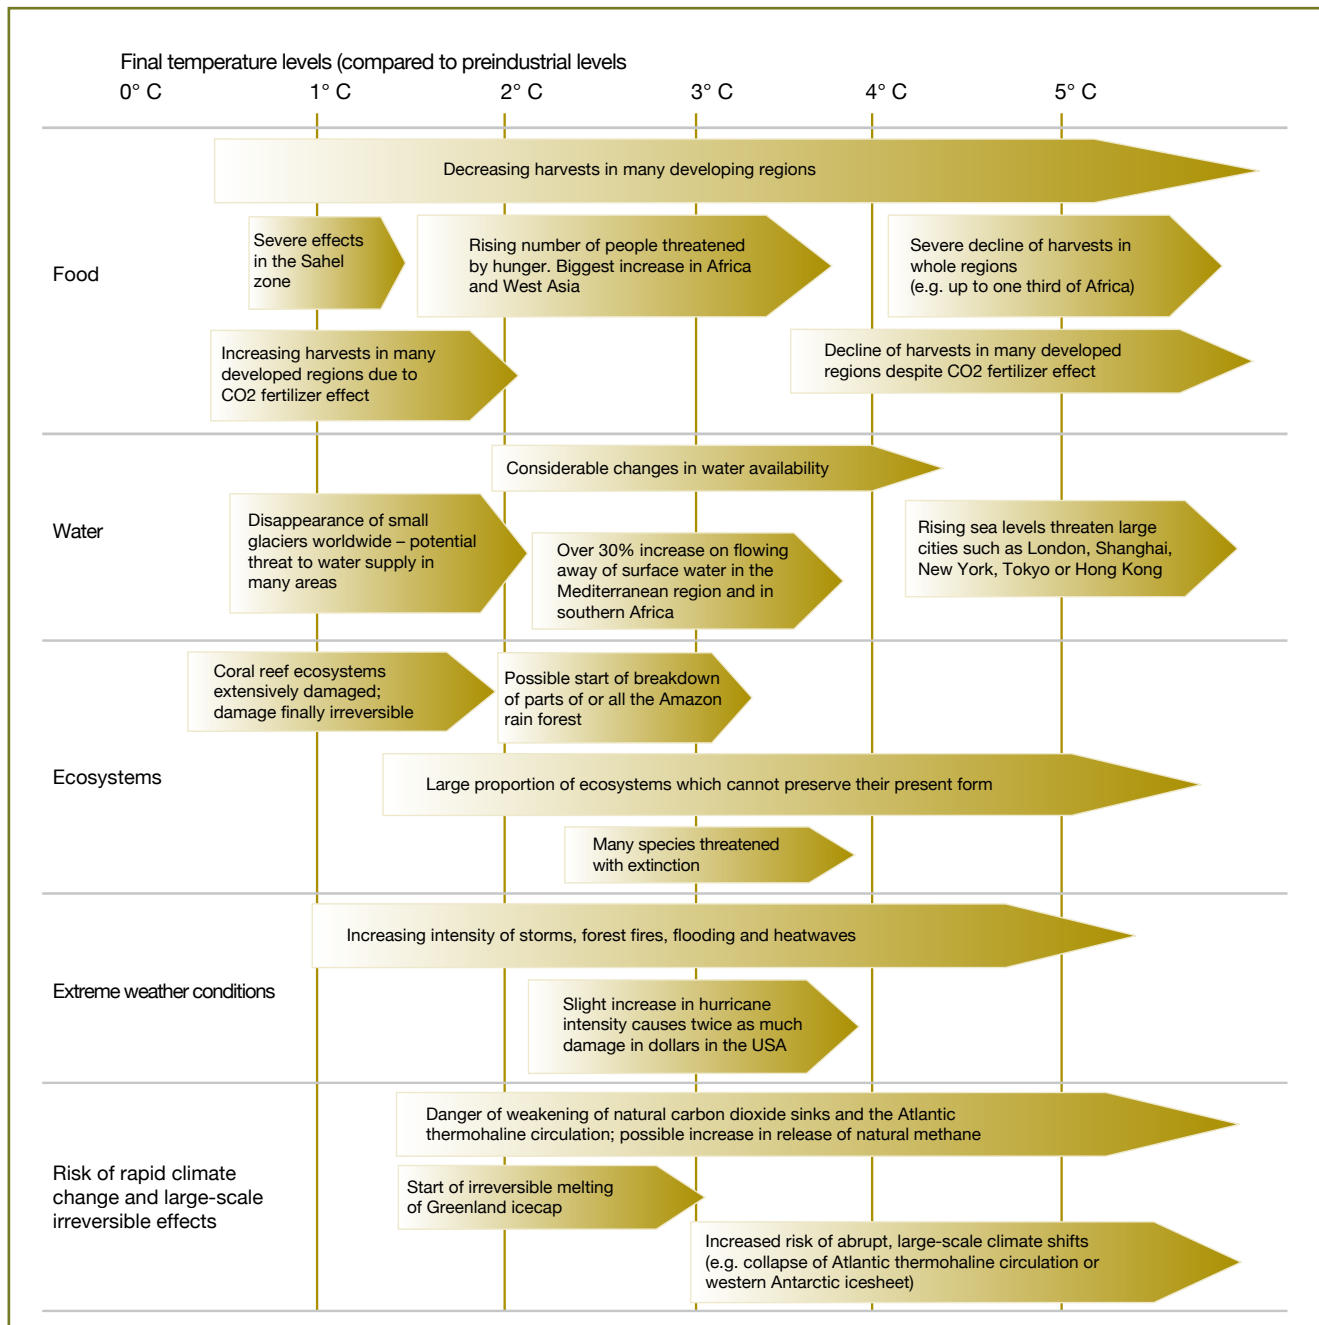 Final temperature levels (compared to preindustrial levels
0° C 1° C 2° C 3° C 4° C 5° C
Food
Decreasing harvests in many developing regions
Severe effects
in the Sahel
zone
Rising number of people threatened
by hunger. Biggest increase in Africa
and West Asia
Severe decline of harvests in
whole regions
(e.g. up to one third of Africa)
Increasing harvests in many
developed regions due to
CO2 fertilizer effect
Decline of harvests in many developed
regions despite CO2 fertilizer effect
Water
Considerable changes in water availability
Disappearance of small
glaciers worldwide – potential
threat to water supply in
many areas
Over 30% increase on flowing
away of surface water in the
Mediterranean region and in
southern Africa
Rising sea levels threaten large
cities such as London, Shanghai,
New York, Tokyo or Hong Kong
Ecosystems
Coral reef ecosystems
extensively damaged;
damage finally irreversible
Possible start of breakdown
of parts of or all the Amazon
rain forest
Large proportion of ecosystems which cannot preserve their present form
Many species threatened
with extinction
Extreme weather conditions
Increasing intensity of storms, forest fires, flooding and heatwaves
Slight increase in hurricane
intensity causes twice as much
damage in dollars in the USA
Risk of rapid climate
change and large-scale
irreversible effects
Danger of weakening of natural carbon dioxide sinks and the Atlantic
thermohaline circulation; possible increase in release of natural methane
Start of irreversible melting
of Greenland icecap
Increased risk of abrupt, large-scale climate shifts
(e.g. collapse of Atlantic thermohaline circulation or
western Antarctic icesheet)